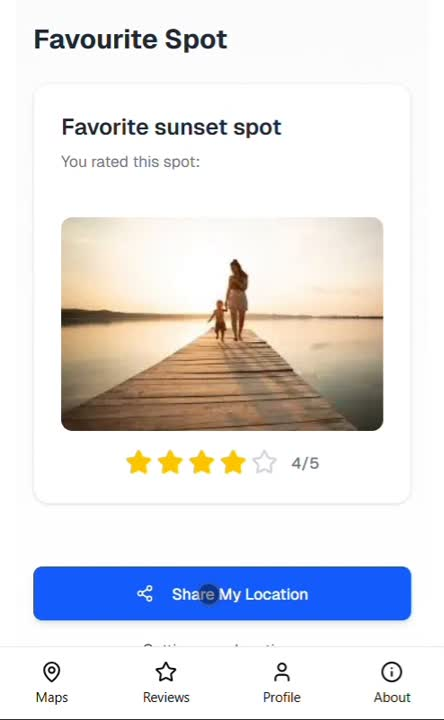 Favourite Spot
Favorite sunset spot
You rated this spot:
4/5
Share My Location
Maps
Reviews
Profile
About